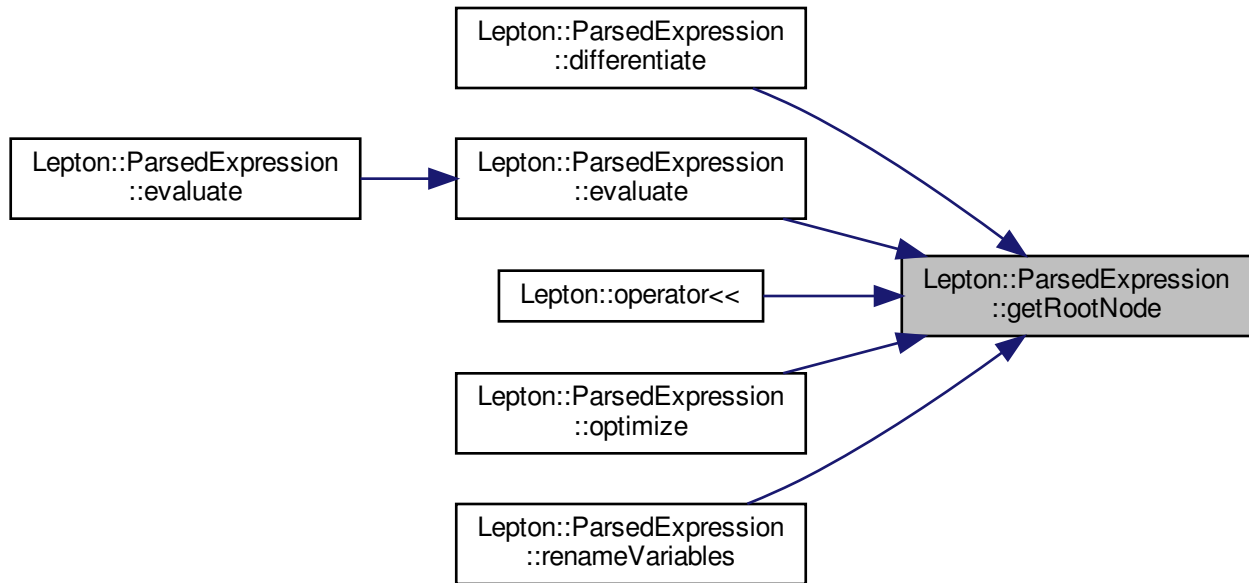 Lepton::ParsedExpression
::differentiate
Lepton::ParsedExpression
::evaluate
Lepton::ParsedExpression
::evaluate
Lepton::operator<<
Lepton::ParsedExpression
::getRootNode
Lepton::ParsedExpression
::optimize
Lepton::ParsedExpression
::renameVariables